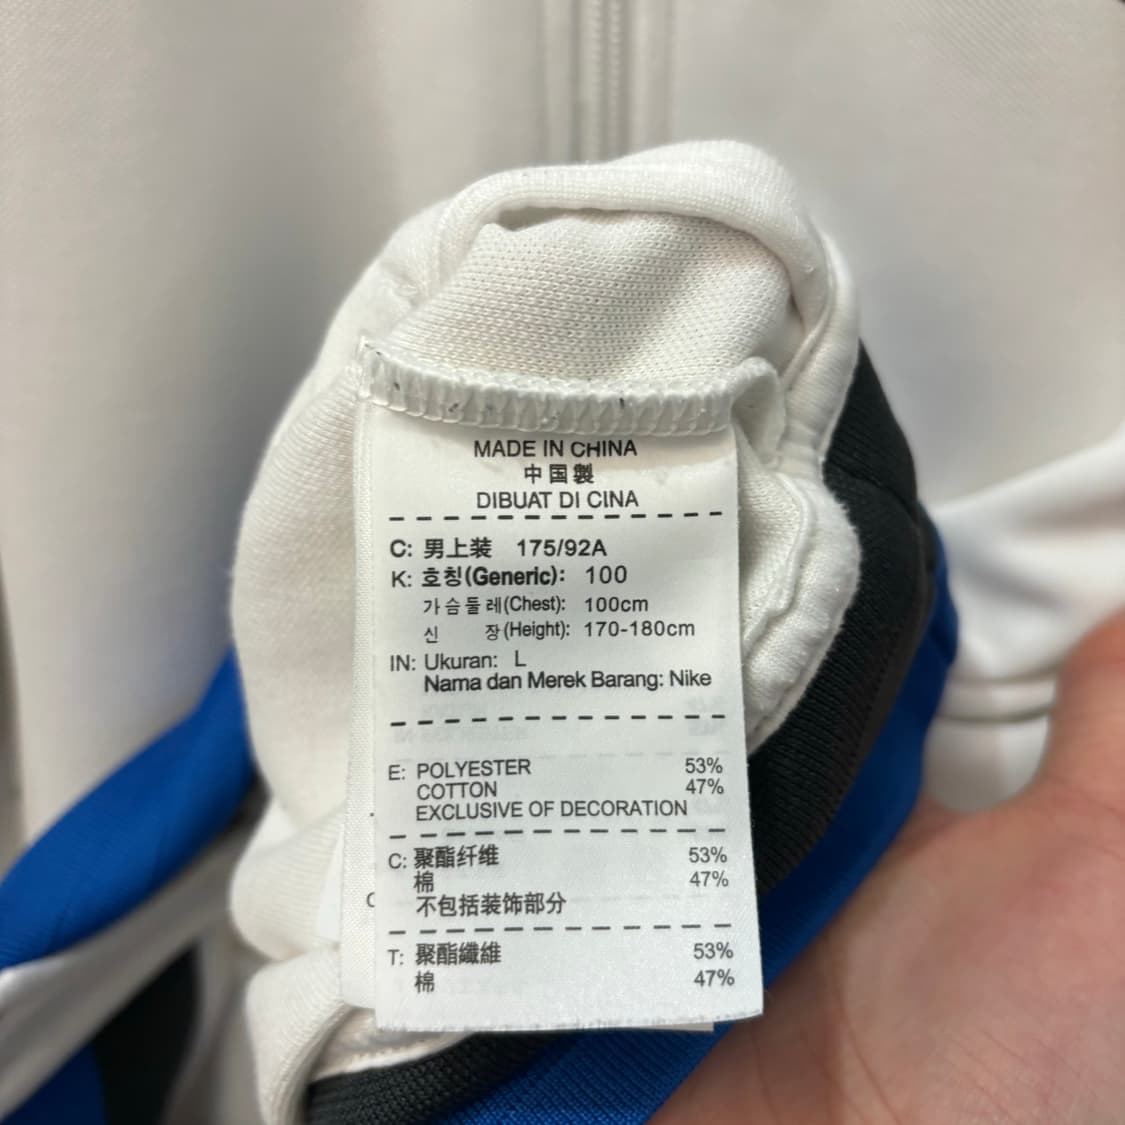 MADE IN CHINA
中国製
DIBUAT DI CINA
C: 男上装 175/92A
K: 호칭(Generic): 100
가슴둘레(Chest): 100cm
신 장(Height): 170-180cm
IN: Ukuran: L
Nama dan Merek Barang: Nike
E: POLYESTER 53%
COTTON 47%
EXCLUSIVE OF DECORATION
C: 聚酯纤维 53%
棉 47%
不包括装饰部分
T: 聚酯纖維 53%
棉 47%